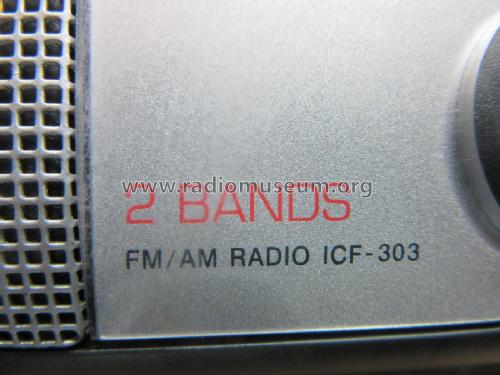 www.radiomuseum.org
2 BANDS
FM/AM RADIO ICF-303